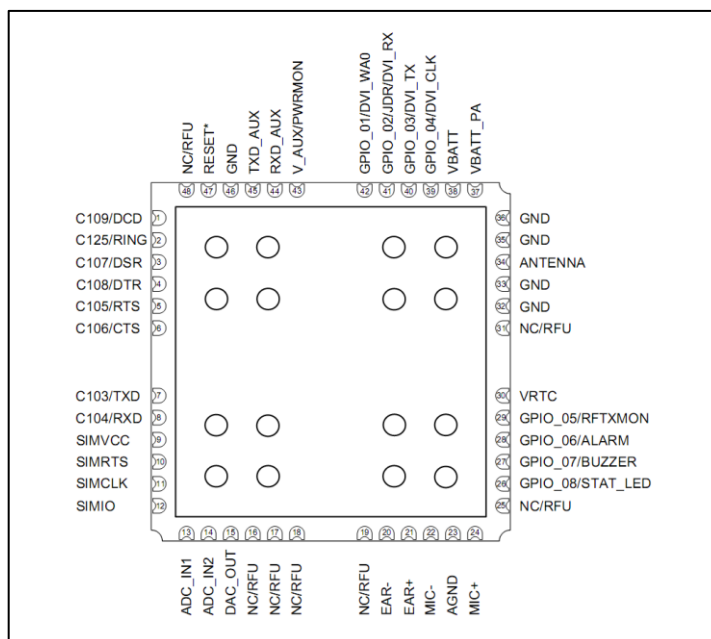 NC/RFU
RESET*
GND
TXD_AUX
RXD_AUX
V_AUX/PWRMON
GPIO_01/DVI_WA0
GPIO_02/JDR/DVI_RX
GPIO_03/DVI_TX
GPIO_04/DVI_CLK
VBATT
VBATT_PA
48 47 46 45 44 43 42 41 40 39 38 37
C109/DCD 1 36 GND
C125/RING 2 35 GND
C107/DSR 3 34 ANTENNA
C108/DTR 4 33 GND
C105/RTS 5 32 GND
C106/CTS 6 31 NC/RFU
C103/TXD 7 30 VRTC
C104/RXD 8 29 GPIO_05/RFTXMON
SIMVCC 9 28 GPIO_06/ALARM
SIMRTS 10 27 GPIO_07/BUZZER
SIMCLK 11 26 GPIO_08/STAT_LED
SIMIO 12 25 NC/RFU
13 14 15 16 17 18 19 20 21 22 23 24
ADC_IN1
ADC_IN2
DAC_OUT
NC/RFU
NC/RFU
NC/RFU
NC/RFU
EAR-
EAR+
MIC-
AGND
MIC+